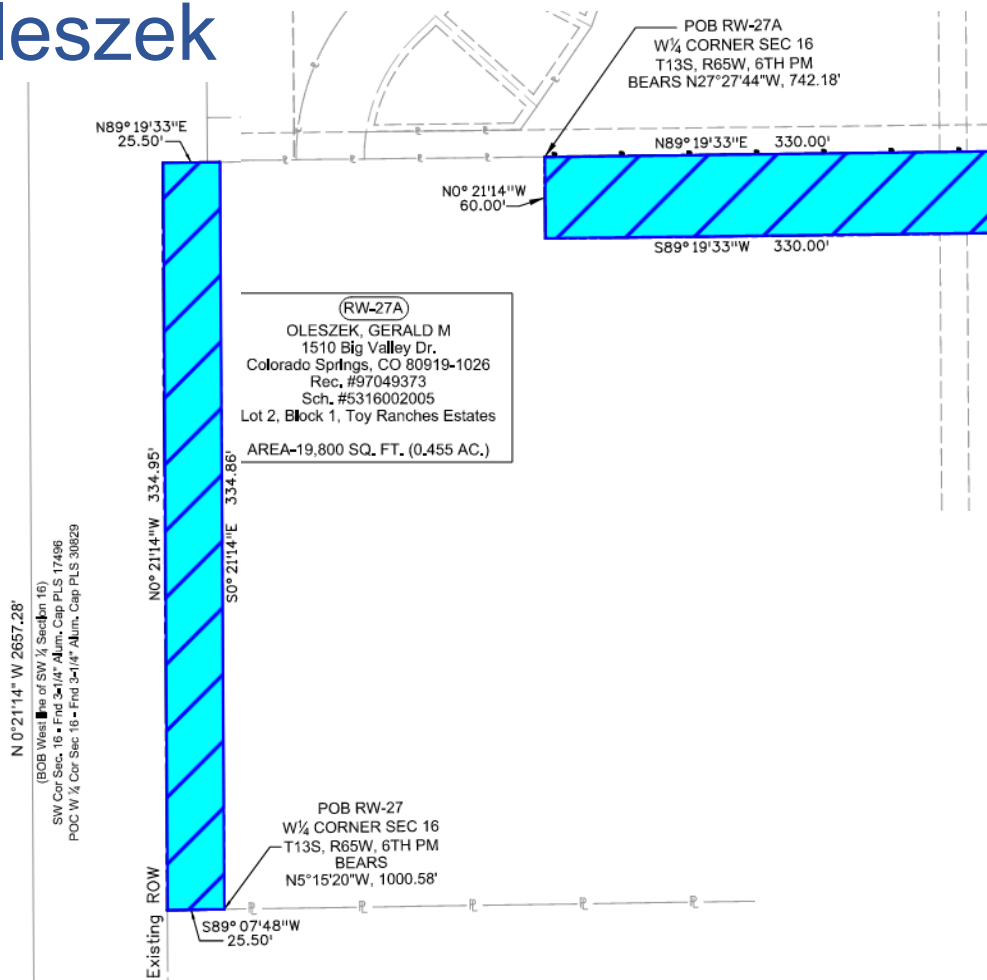 leszek
POB RW-27A
W¼ CORNER SEC 16
T13S, R65W, 6TH PM
BEARS N27°27'44"W, 742.18'
N89°19'33"E
25.50'
N89°19'33"E 330.00'
N0°21'14"W
60.00'
S89°19'33"W 330.00'
RW-27A
OLESZEK, GERALD M
1510 Big Valley Dr.
Colorado Springs, CO 80919-1026
Rec. #97049373
Sch. #5316002005
Lot 2, Block 1, Toy Ranches Estates
AREA-19,800 SQ. FT. (0.455 AC.)
N0°21'14"W 334.95'
S0°21'14"E 334.86'
N 0°21'14" W 2657.28'
(BOB West line of SW ¼ Section 16)
SW Cor Sec. 16 - Fnd 3-1/4" Alum. Cap PLS 17496
POC W ¼ Cor Sec 16 - Fnd 3-1/4" Alum. Cap PLS 30829
POB RW-27
W¼ CORNER SEC 16
T13S, R65W, 6TH PM
BEARS
N5°15'20"W, 1000.58'
Existing ROW
S89°07'48"W
25.50'